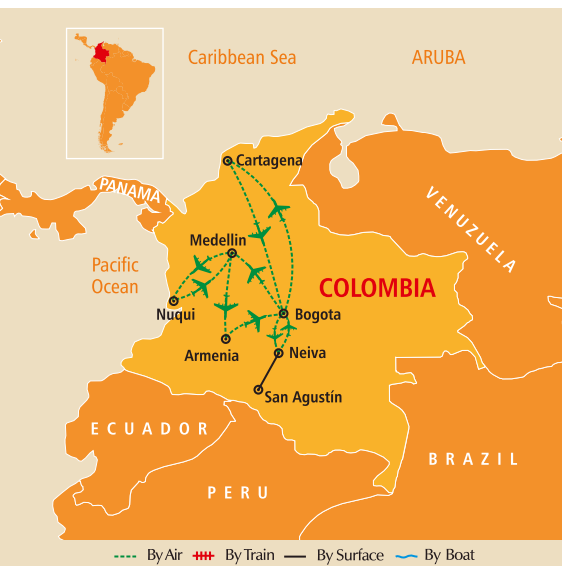 Caribbean Sea
ARUBA
PANAMA
Cartagena
VENUZUELA
Medellin
Pacific
Ocean
COLOMBIA
Nuqui
Bogota
Armenia
Neiva
San Agustín
ECUADOR
BRAZIL
PERU
By Air
By Train
By Surface
By Boat